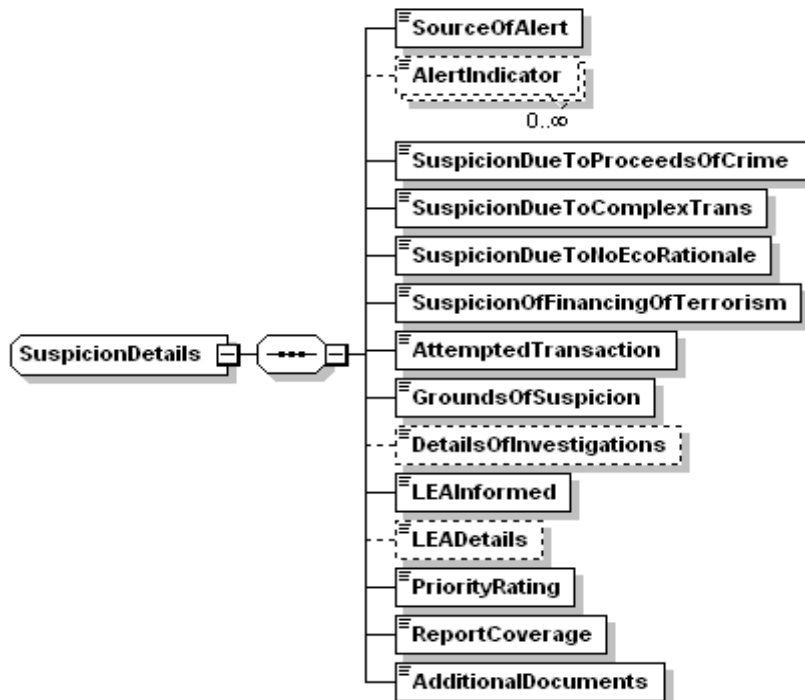 SourceOfAlert
AlertIndicator
0..∞
SuspicionDueToProceedsOfCrime
SuspicionDueToComplexTrans
SuspicionDueToNoEcoRationale
SuspicionOfFinancingOfTerrorism
SuspicionDetails
AttemptedTransaction
GroundsOfSuspicion
DetailsOfInvestigations
LEAInformed
LEADetails
PriorityRating
ReportCoverage
AdditionalDocuments